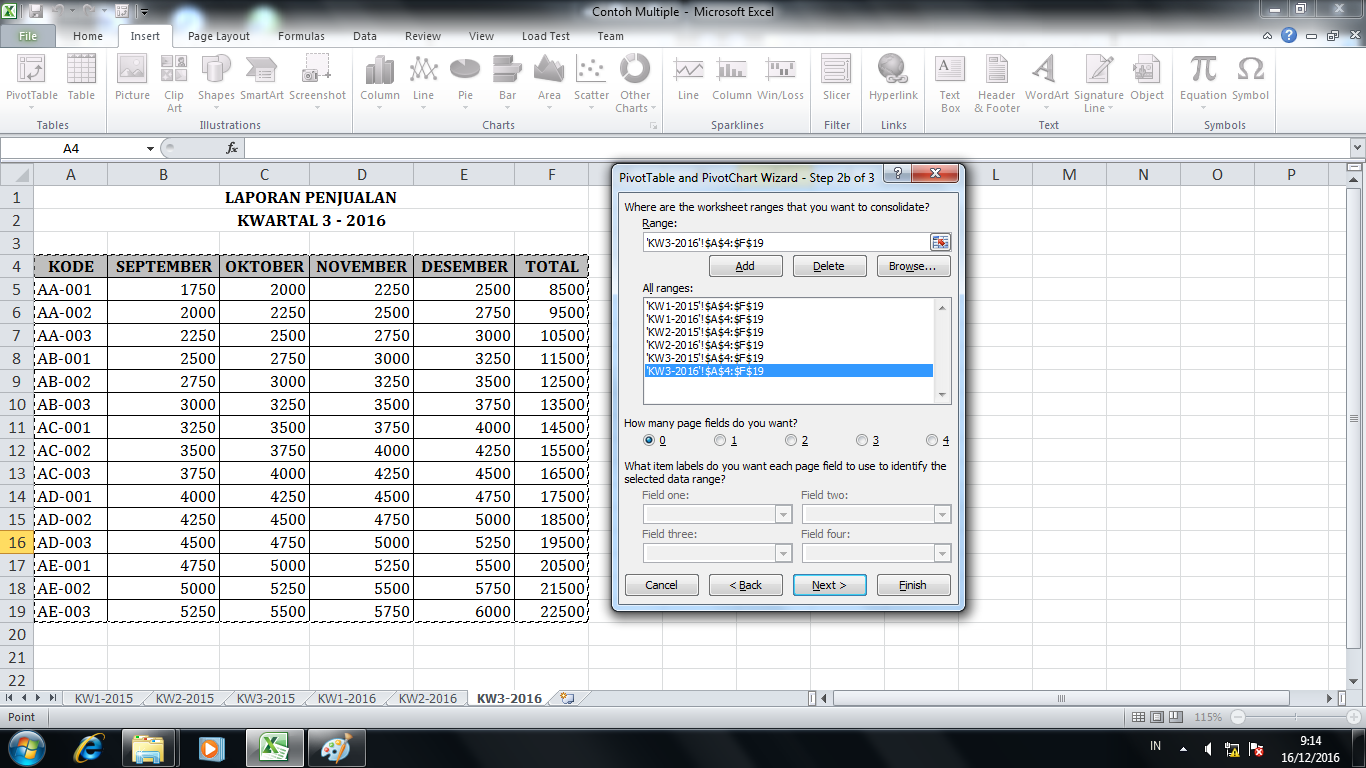 Contoh Multiple - Microsoft Excel
File Home Insert Page Layout Formulas Data Review View Load Test Team
PivotTable Table Picture Clip Art Shapes SmartArt Screenshot Column Line Pie Bar Area Scatter Other Charts Line Column Win/Loss Slicer Hyperlink Text Box Header & Footer WordArt Signature Line Object Equation Symbol
Tables Illustrations Charts Sparklines Filter Links Text Symbols
A4 fx
A B C D E F L M N O P
1 LAPORAN PENJUALAN
2 KWARTAL 3 - 2016
3
4 KODE SEPTEMBER OKTOBER NOVEMBER DESEMBER TOTAL
5 AA-001 1750 2000 2250 2500 8500
6 AA-002 2000 2250 2500 2750 9500
7 AA-003 2250 2500 2750 3000 10500
8 AB-001 2500 2750 3000 3250 11500
9 AB-002 2750 3000 3250 3500 12500
10 AB-003 3000 3250 3500 3750 13500
11 AC-001 3250 3500 3750 4000 14500
12 AC-002 3500 3750 4000 4250 15500
13 AC-003 3750 4000 4250 4500 16500
14 AD-001 4000 4250 4500 4750 17500
15 AD-002 4250 4500 4750 5000 18500
16 AD-003 4500 4750 5000 5250 19500
17 AE-001 4750 5000 5250 5500 20500
18 AE-002 5000 5250 5500 5750 21500
19 AE-003 5250 5500 5750 6000 22500
20
21
22
PivotTable and PivotChart Wizard - Step 2b of 3
Where are the worksheet ranges that you want to consolidate?
Range:
'KW3-2016'!$A$4:$F$19
Add Delete Browse...
All ranges:
'KW1-2015'!$A$4:$F$19
'KW1-2016'!$A$4:$F$19
'KW2-2015'!$A$4:$F$19
'KW2-2016'!$A$4:$F$19
'KW3-2015'!$A$4:$F$19
'KW3-2016'!$A$4:$F$19
How many page fields do you want?
0 1 2 3 4
What item labels do you want each page field to use to identify the
selected data range?
Field one: Field two:
Field three: Field four:
Cancel < Back Next > Finish
KW1-2015 KW2-2015 KW3-2015 KW1-2016 KW2-2016 KW3-2016
Point 115%
IN 9:14
16/12/2016